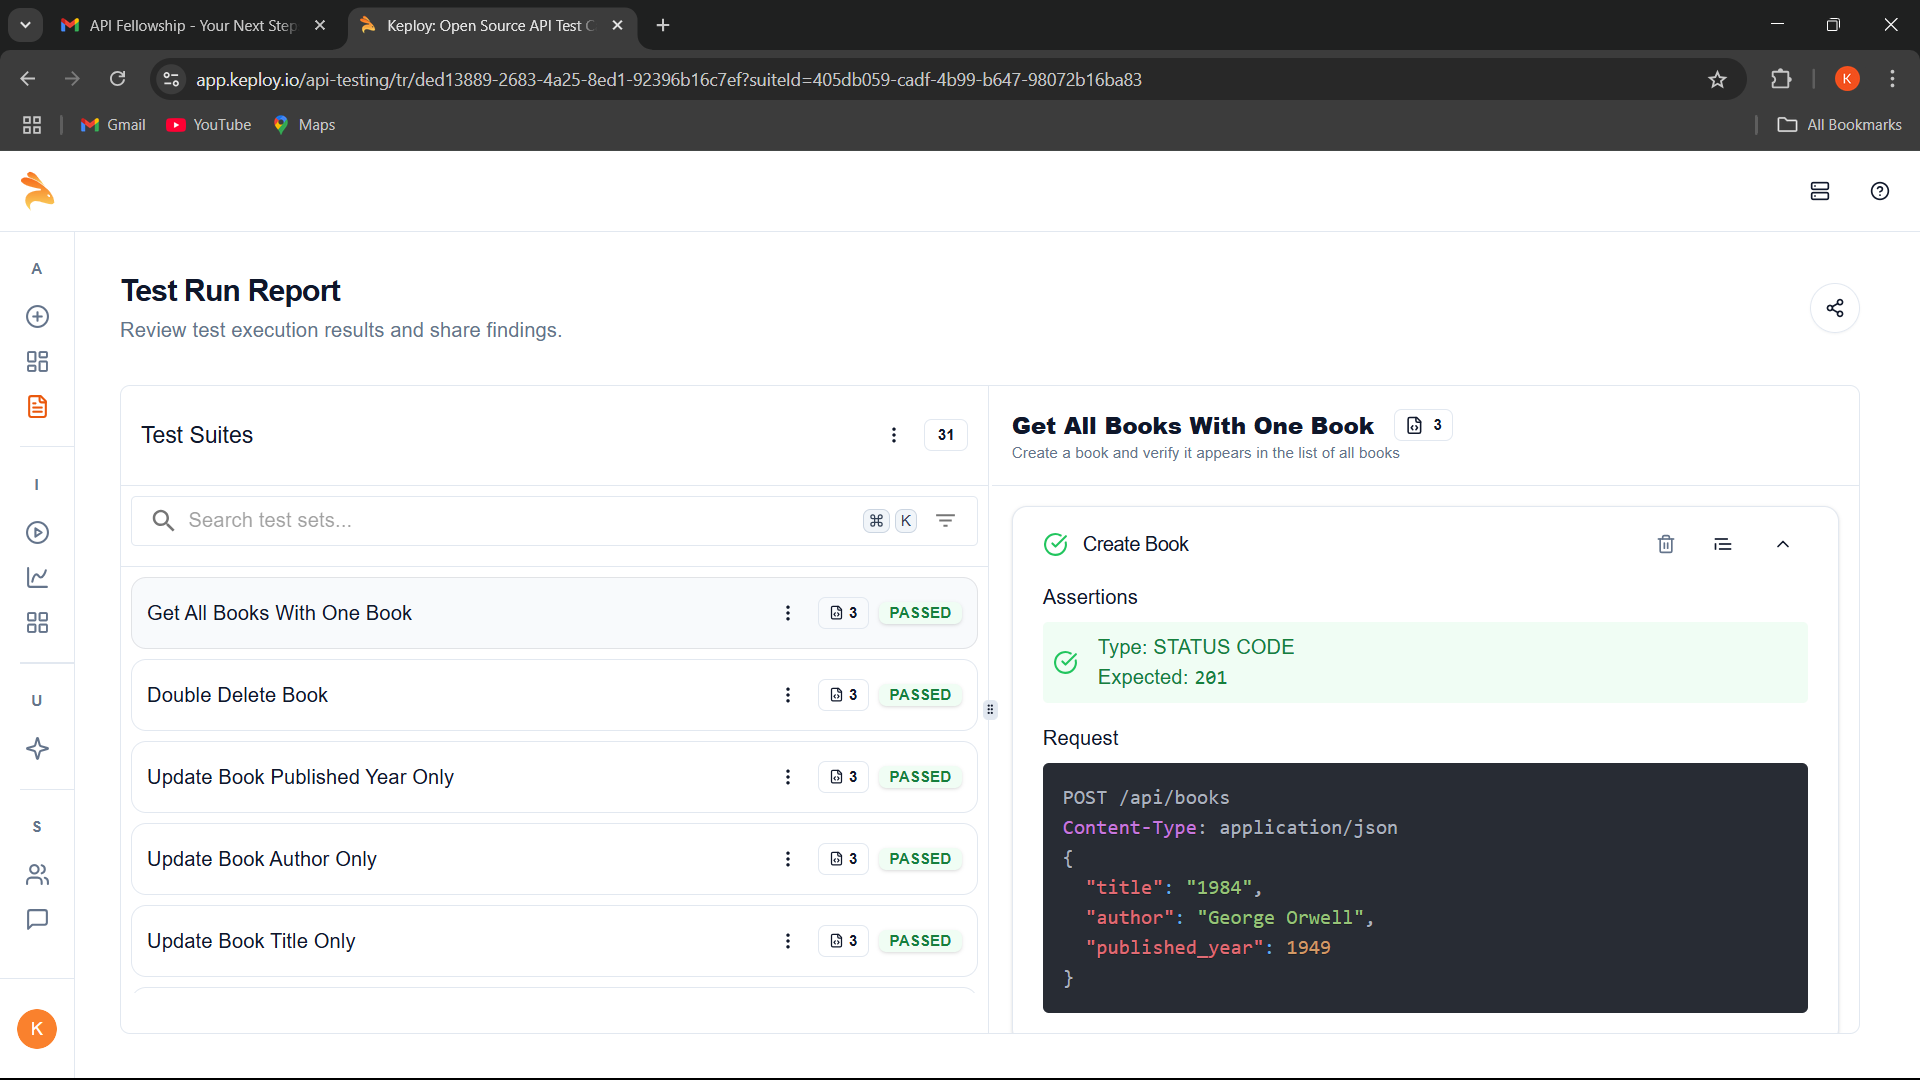 API Fellowship - Your Next Step
Keploy: Open Source API Test C
app.keploy.io/api-testing/tr/ded13889-2683-4a25-8ed1-92396b16c7ef?suiteId=405db059-cadf-4b99-b647-98072b16ba83
K
Gmail
YouTube
Maps
All Bookmarks
A
I
U
S
K
Test Run Report
Review test execution results and share findings.
Test Suites
31
Search test sets...
⌘ K
Get All Books With One Book 3 PASSED
Double Delete Book 3 PASSED
Update Book Published Year Only 3 PASSED
Update Book Author Only 3 PASSED
Update Book Title Only 3 PASSED
Get All Books With One Book 3
Create a book and verify it appears in the list of all books
Create Book
Assertions
Type: STATUS CODE
Expected: 201
Request
POST /api/books
Content-Type: application/json
{
"title": "1984",
"author": "George Orwell",
"published_year": 1949
}